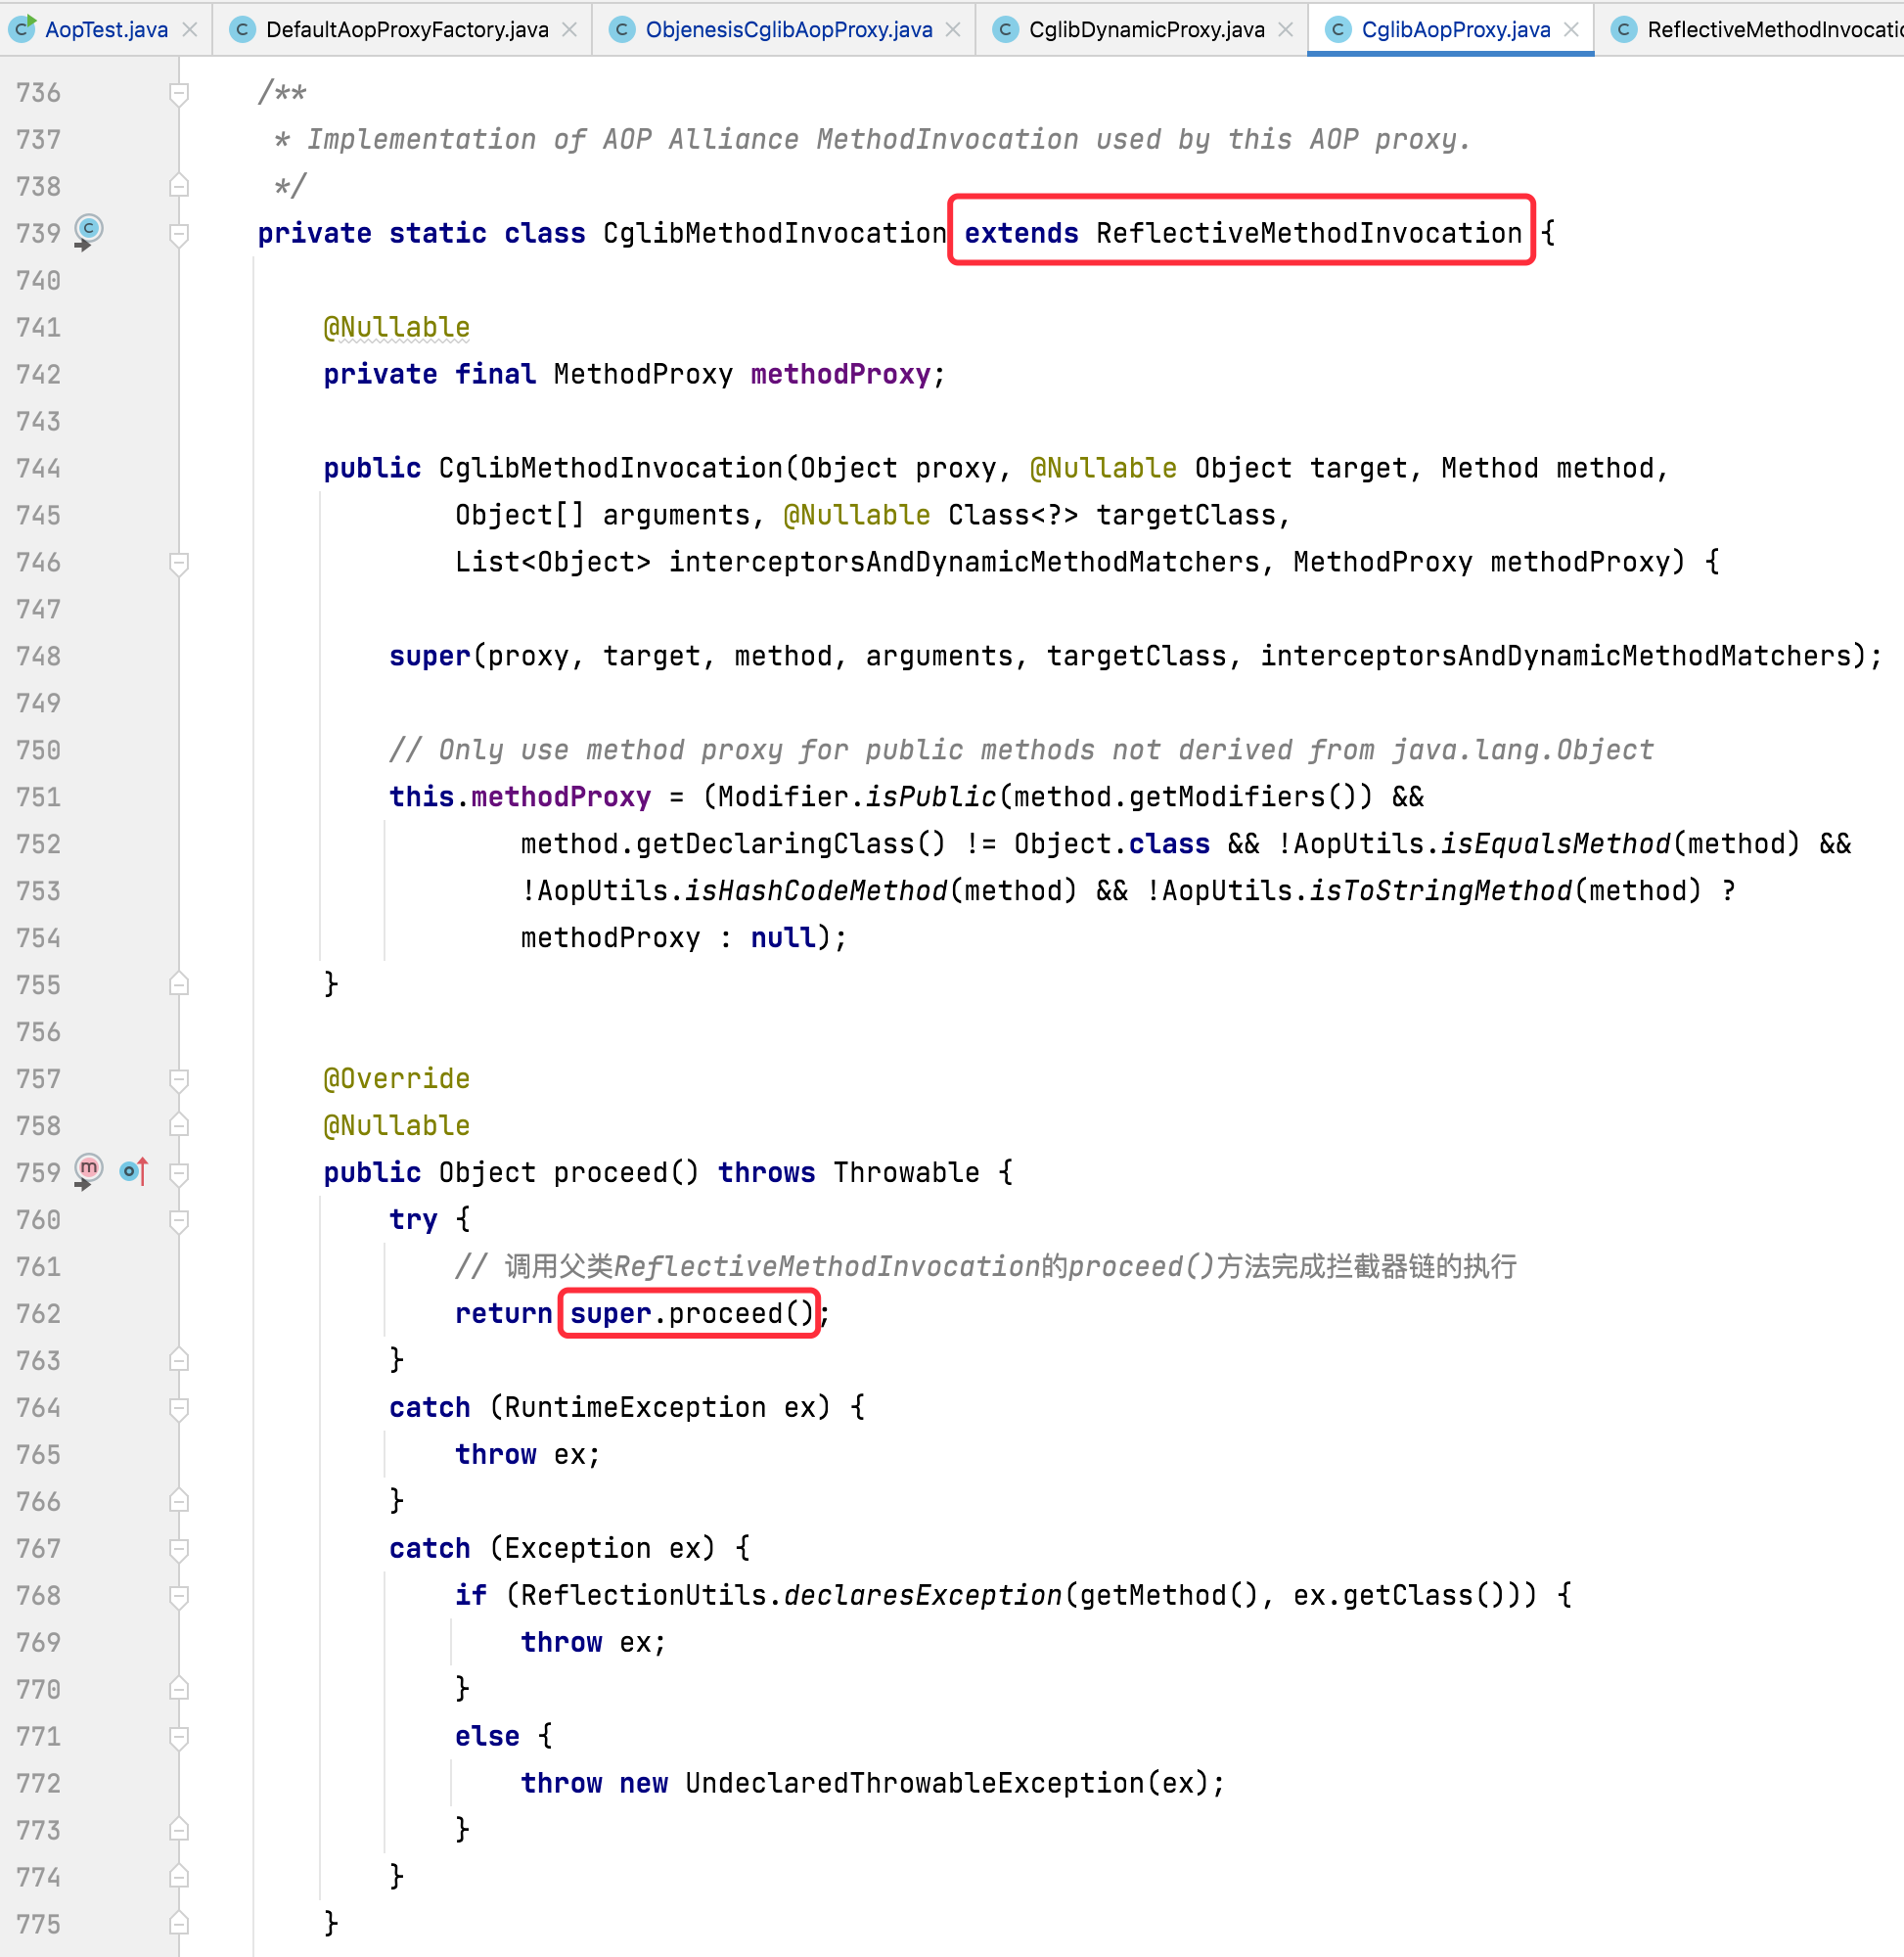 AopTest.java DefaultAopProxyFactory.java ObjenesisCglibAopProxy.java CglibDynamicProxy.java CglibAopProxy.java
736 /**
737 * Implementation of AOP Alliance MethodInvocation used by this AOP proxy.
738 */
739 private static class CglibMethodInvocation extends ReflectiveMethodInvocation {
740
741 @Nullable
742 private final MethodProxy methodProxy;
743
744 public CglibMethodInvocation(Object proxy, @Nullable Object target, Method method,
745 Object[] arguments, @Nullable Class<?> targetClass,
746 List<Object> interceptorsAndDynamicMethodMatchers, MethodProxy methodProxy) {
747
748 super(proxy, target, method, arguments, targetClass, interceptorsAndDynamicMethodMatchers);
749
750 // Only use method proxy for public methods not derived from java.lang.Object
751 this.methodProxy = (Modifier.isPublic(method.getModifiers()) &&
752 method.getDeclaringClass() != Object.class && !AopUtils.isEqualsMethod(method) &&
753 !AopUtils.isHashCodeMethod(method) && !AopUtils.isToStringMethod(method) ?
754 methodProxy : null);
755 }
756
757 @Override
758 @Nullable
759 public Object proceed() throws Throwable {
760 try {
761 // 调用父类ReflectiveMethodInvocation的proceed()方法完成拦截器链的执行
762 return super.proceed();
763 }
764 catch (RuntimeException ex) {
765 throw ex;
766 }
767 catch (Exception ex) {
768 if (ReflectionUtils.declaresException(getMethod(), ex.getClass())) {
769 throw ex;
770 }
771 else {
772 throw new UndeclaredThrowableException(ex);
773 }
774 }
775 }